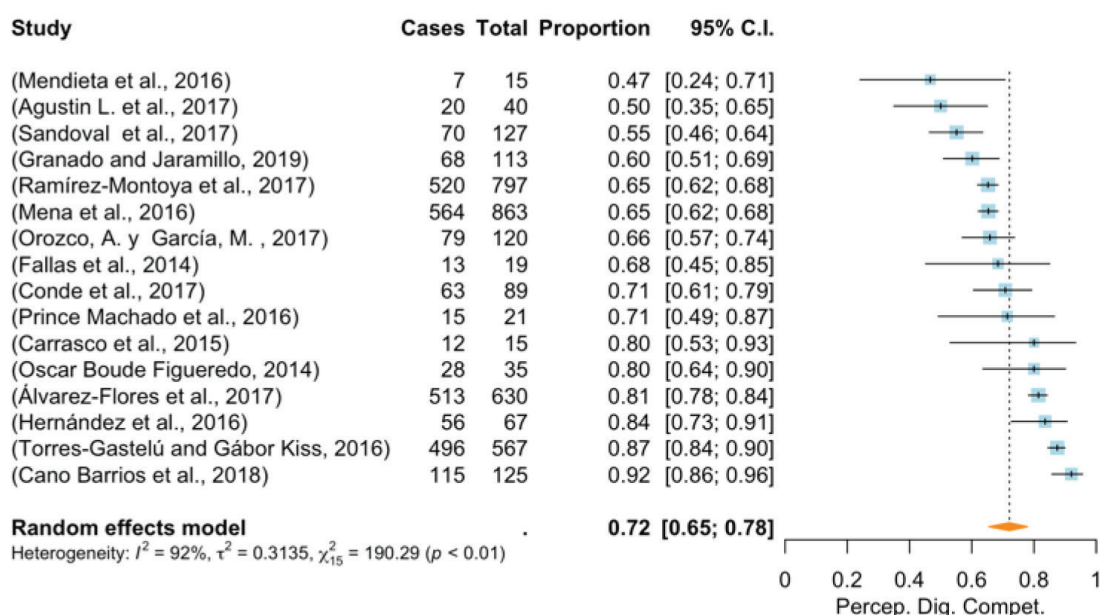 Study Cases Total Proportion 95% C.I.
(Mendieta et al., 2016) 7 15 0.47 [0.24; 0.71]
(Agustin L. et al., 2017) 20 40 0.50 [0.35; 0.65]
(Sandoval et al., 2017) 70 127 0.55 [0.46; 0.64]
(Granado and Jaramillo, 2019) 68 113 0.60 [0.51; 0.69]
(Ramírez-Montoya et al., 2017) 520 797 0.65 [0.62; 0.68]
(Mena et al., 2016) 564 863 0.65 [0.62; 0.68]
(Orozco, A. y García, M. , 2017) 79 120 0.66 [0.57; 0.74]
(Fallas et al., 2014) 13 19 0.68 [0.45; 0.85]
(Conde et al., 2017) 63 89 0.71 [0.61; 0.79]
(Prince Machado et al., 2016) 15 21 0.71 [0.49; 0.87]
(Carrasco et al., 2015) 12 15 0.80 [0.53; 0.93]
(Oscar Boude Figueredo, 2014) 28 35 0.80 [0.64; 0.90]
(Álvarez-Flores et al., 2017) 513 630 0.81 [0.78; 0.84]
(Hernández et al., 2016) 56 67 0.84 [0.73; 0.91]
(Torres-Gastelú and Gábor Kiss, 2016) 496 567 0.87 [0.84; 0.90]
(Cano Barrios et al., 2018) 115 125 0.92 [0.86; 0.96]
Random effects model . 0.72 [0.65; 0.78]
Heterogeneity: I² = 92%, τ² = 0.3135, χ²₁₅ = 190.29 (p < 0.01)
0 0.2 0.4 0.6 0.8 1
Percep. Dig. Compet.